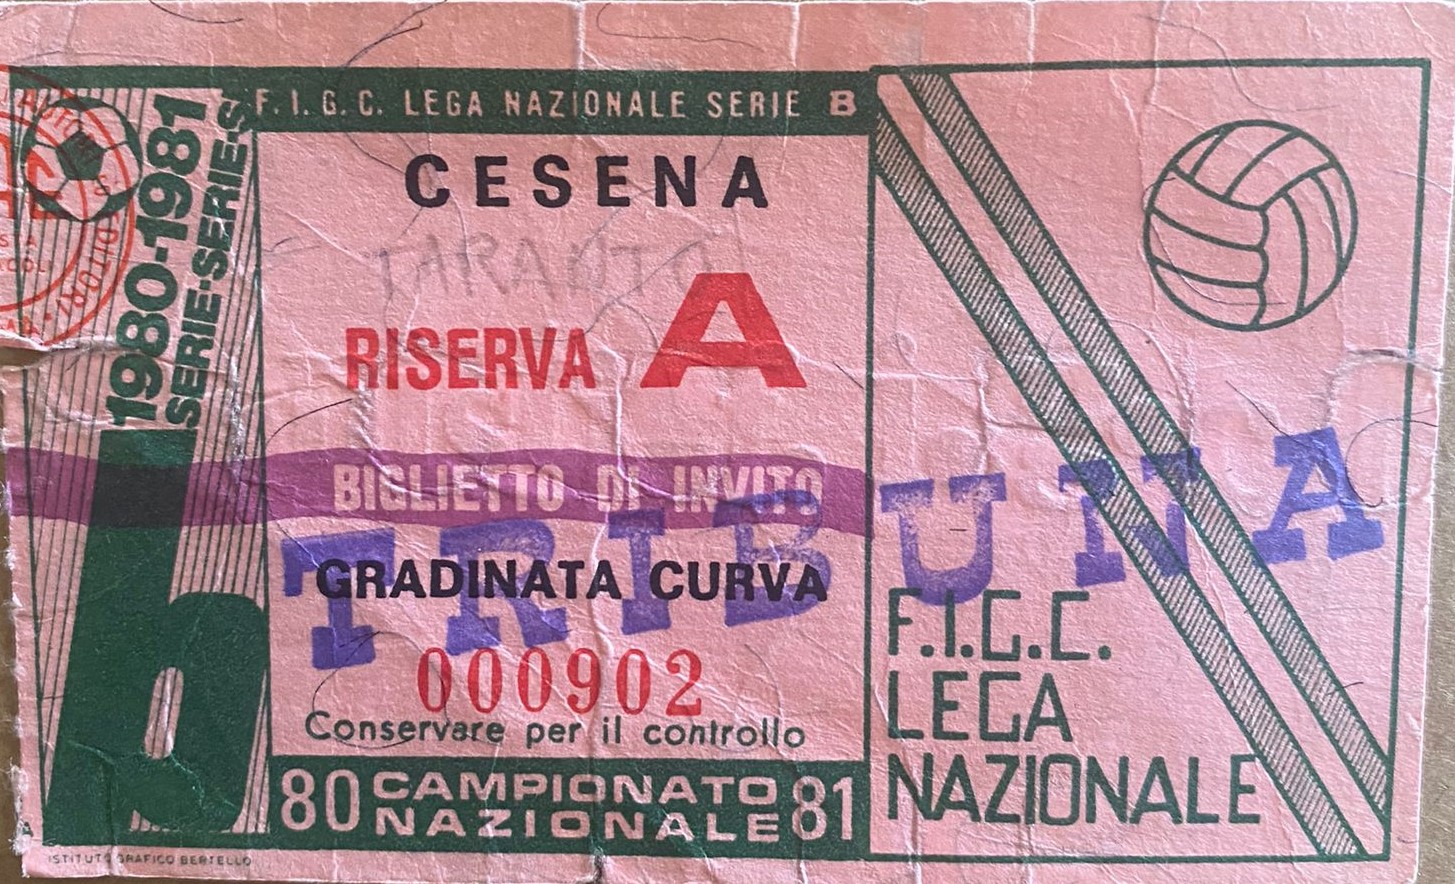 1980-1981
SERIE·SERIE·S
F.I.G.C. LEGA NAZIONALE SERIE B
CESENA
TARANTO
RISERVA A
BIGLIETTO DI INVITO
TRIBUNA
GRADINATA CURVA
000902
Conservare per il controllo
80 CAMPIONATO NAZIONALE 81
b
F.I.G.C.
LEGA
NAZIONALE
ISTITUTO GRAFICO BERTELLO